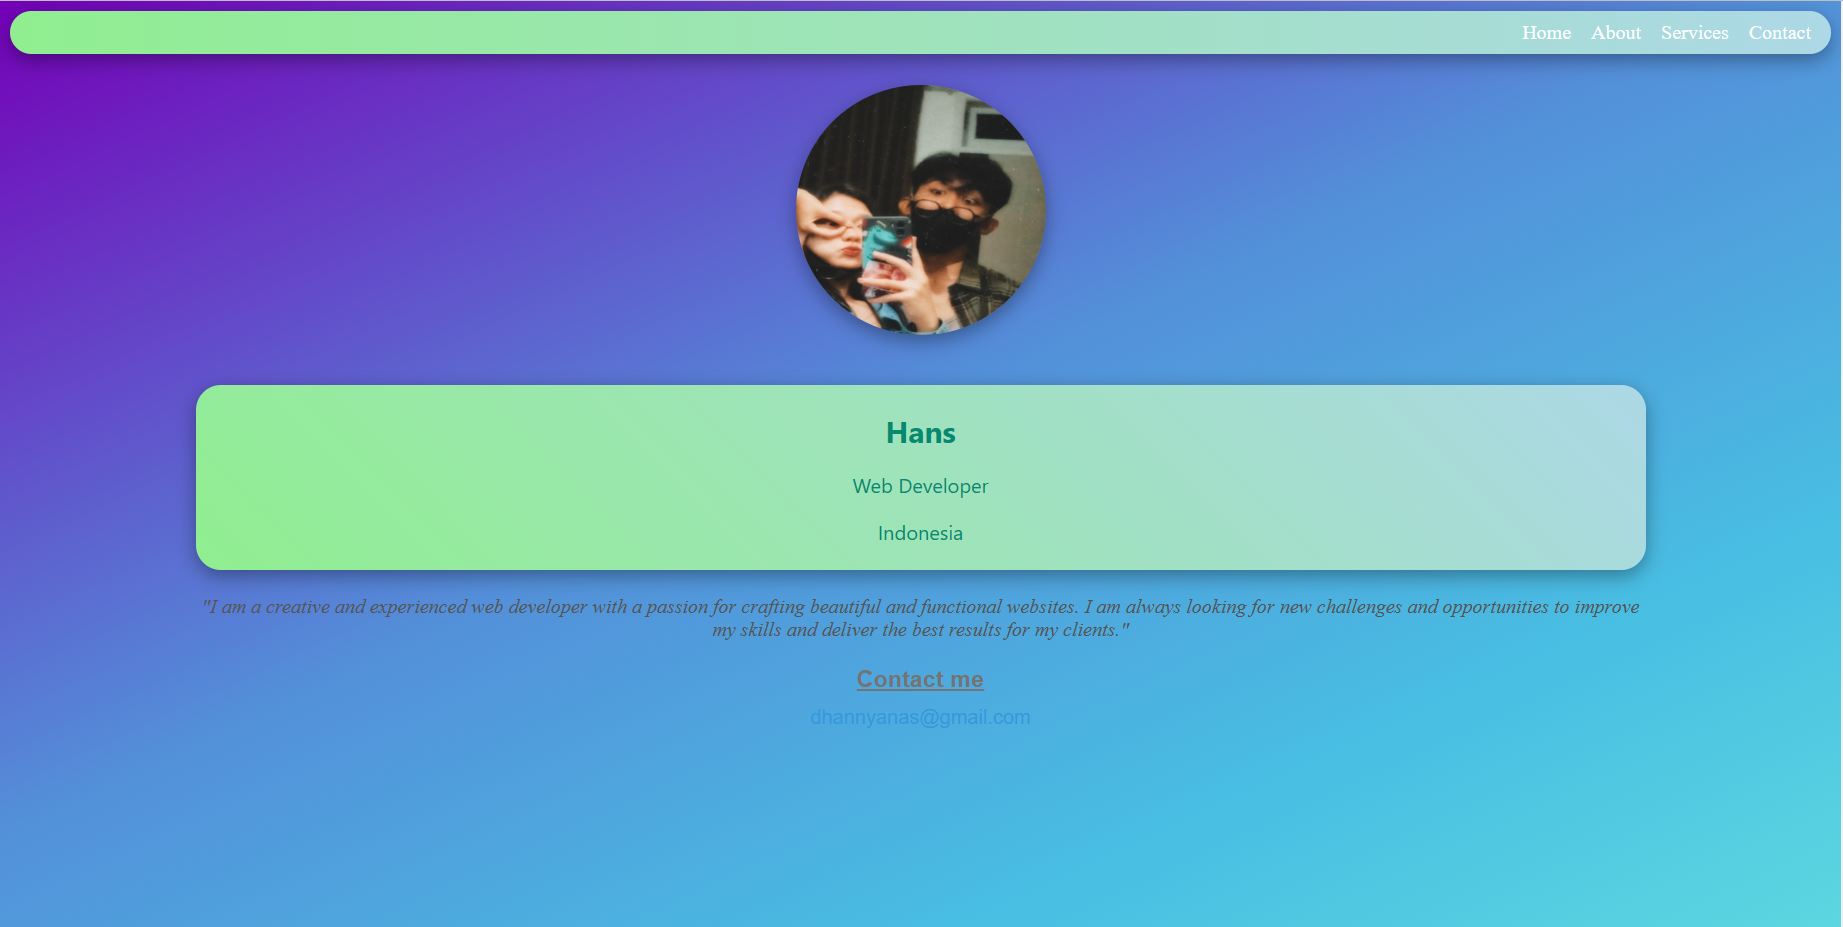 Home About Services Contact
Hans
Web Developer
Indonesia
"I am a creative and experienced web developer with a passion for crafting beautiful and functional websites. I am always looking for new challenges and opportunities to improve
my skills and deliver the best results for my clients."
Contact me
dhannyanas@gmail.com